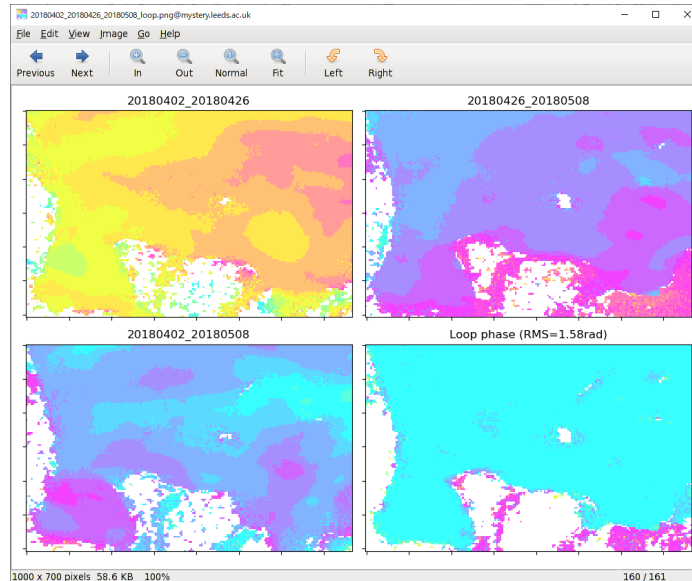 20180402_20180426_20180508_loop.png@mystery.leeds.ac.uk
File Edit View Image Go Help
Previous Next In Out Normal Fit Left Right
20180402_20180426 20180426_20180508
20180402_20180508 Loop phase (RMS=1.58rad)
1000 x 700 pixels 58.6 KB 100% 160 / 161